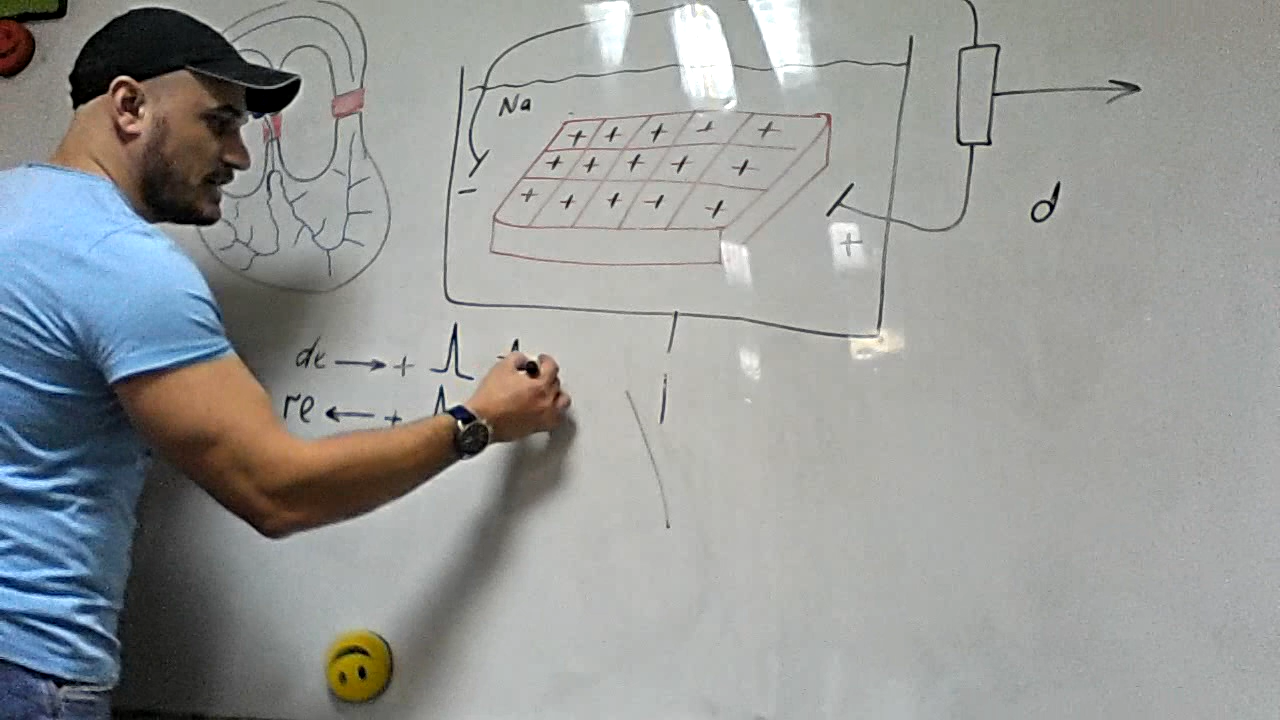 Na
+ + + + +
+ + + + +
+ + + + +
-
+
d
de → +
re ← +